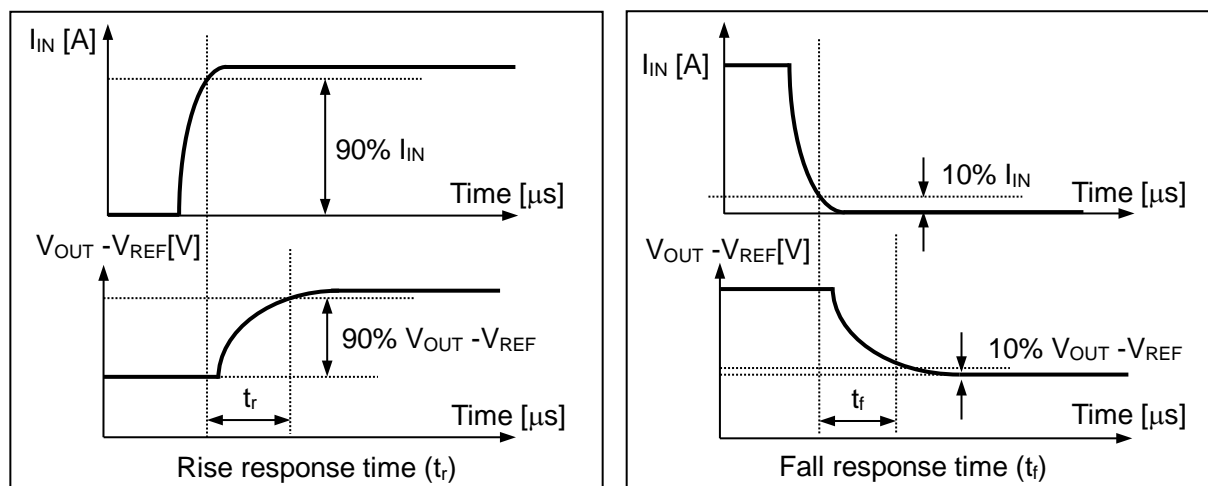 I_IN [A]
90% I_IN
Time [μs]
V_OUT -V_REF[V]
90% V_OUT -V_REF
t_r
Time [μs]
Rise response time (t_r)
I_IN [A]
10% I_IN
Time [μs]
V_OUT -V_REF[V]
10% V_OUT -V_REF
t_f
Time [μs]
Fall response time (t_f)